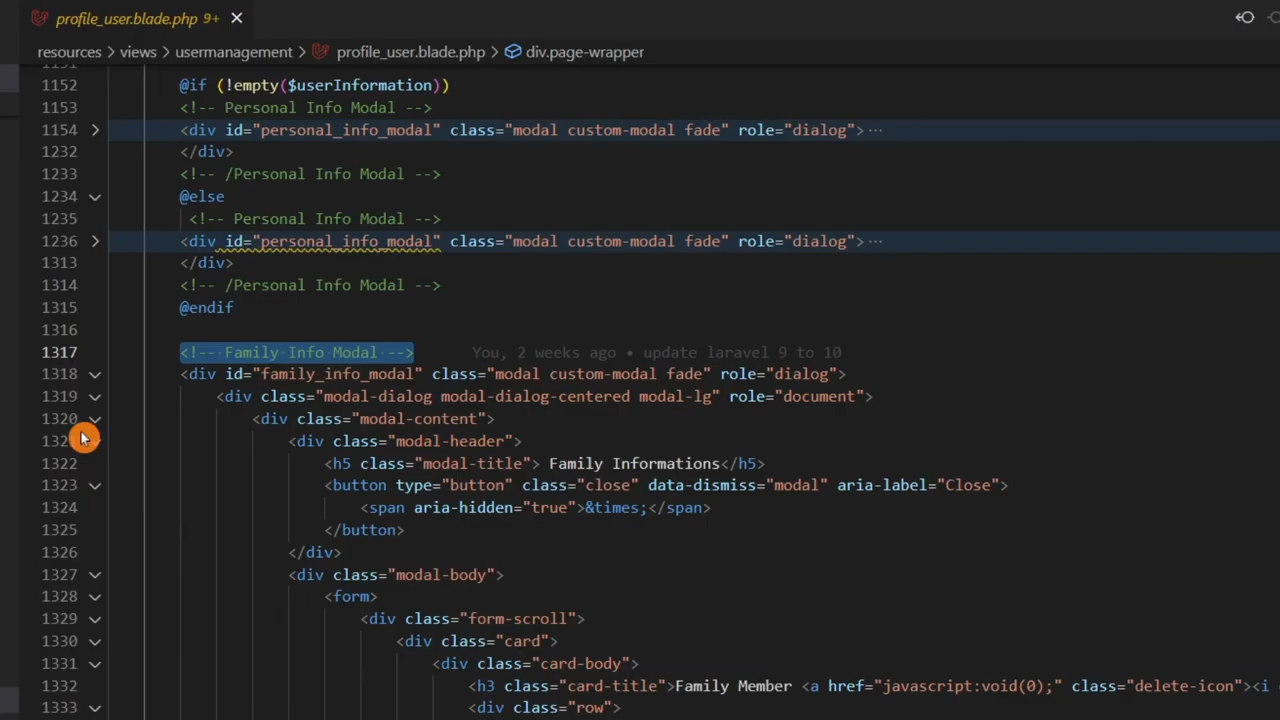 profile_user.blade.php 9+
resources > views > usermanagement > profile_user.blade.php > div.page-wrapper
1152 @if (!empty($userInformation))
1153 <!-- Personal Info Modal -->
1154 <div id="personal_info_modal" class="modal custom-modal fade" role="dialog"> ···
1232 </div>
1233 <!-- /Personal Info Modal -->
1234 @else
1235 <!-- Personal Info Modal -->
1236 <div id="personal_info_modal" class="modal custom-modal fade" role="dialog"> ···
1313 </div>
1314 <!-- /Personal Info Modal -->
1315 @endif
1316
1317 <!-- Family Info Modal --> You, 2 weeks ago • update laravel 9 to 10
1318 <div id="family_info_modal" class="modal custom-modal fade" role="dialog">
1319 <div class="modal-dialog modal-dialog-centered modal-lg" role="document">
1320 <div class="modal-content">
<div class="modal-header">
1322 <h5 class="modal-title"> Family Informations</h5>
1323 <button type="button" class="close" data-dismiss="modal" aria-label="Close">
1324 <span aria-hidden="true">&times;</span>
1325 </button>
1326 </div>
1327 <div class="modal-body">
1328 <form>
1329 <div class="form-scroll">
1330 <div class="card">
1331 <div class="card-body">
1332 <h3 class="card-title">Family Member <a href="javascript:void(0);" class="delete-icon"><i
1333 <div class="row">